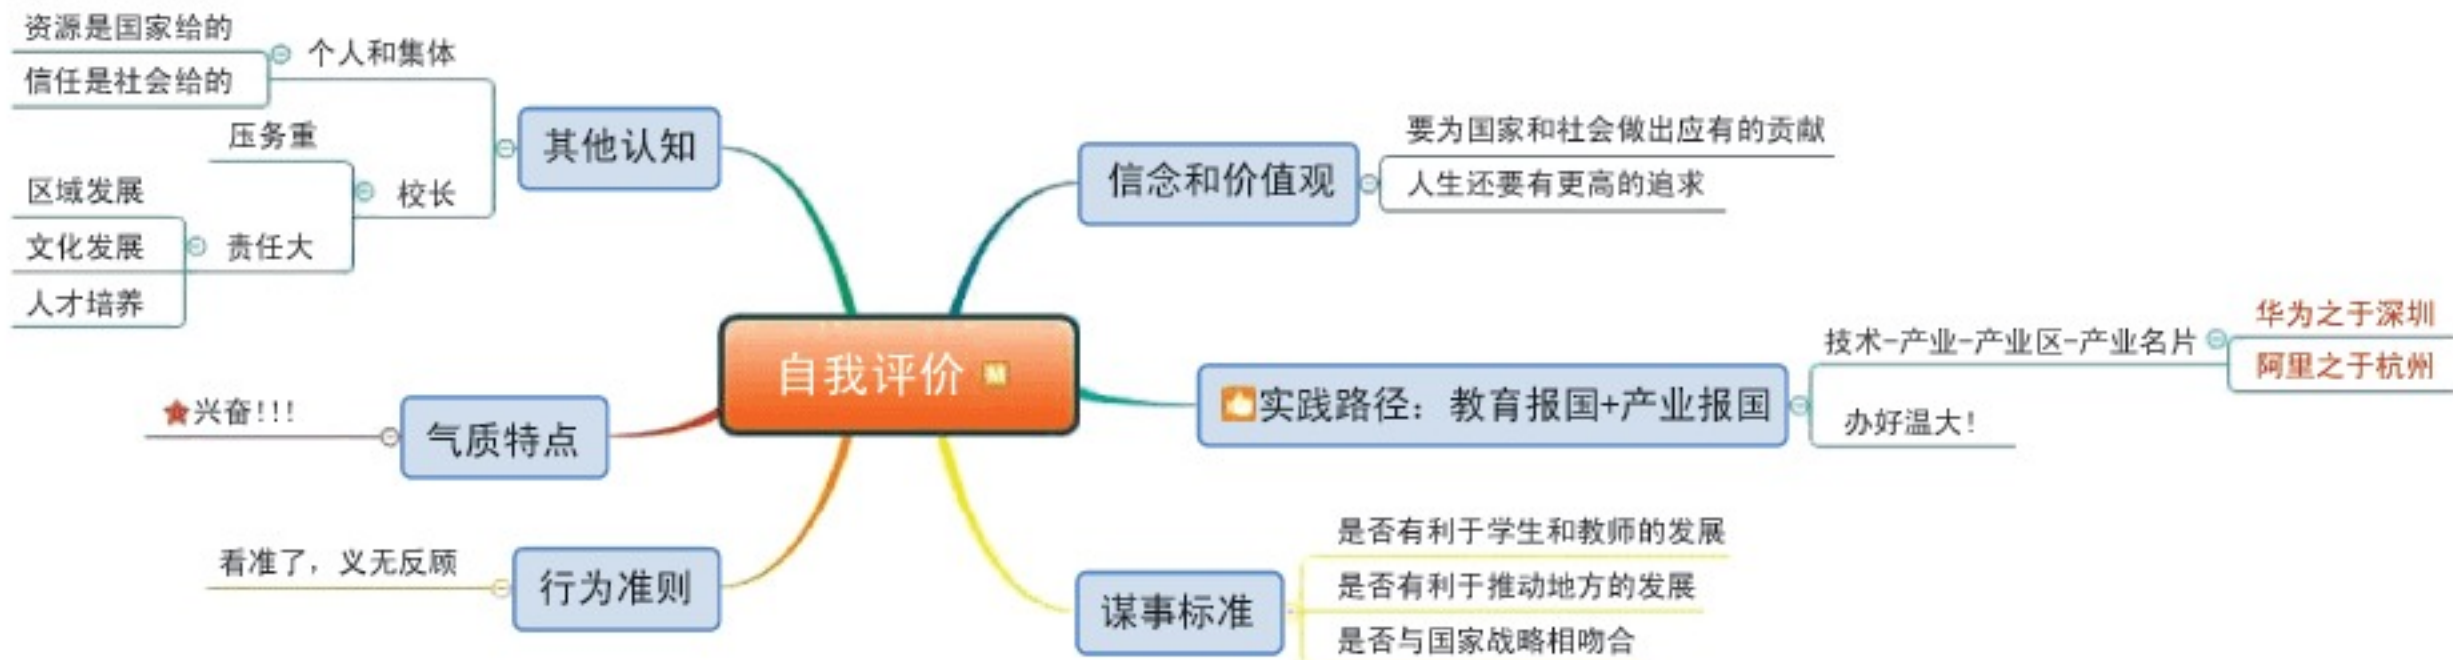 资源是国家给的
信任是社会给的
个人和集体
压务重
区域发展
文化发展
人才培养
责任大
校长
其他认知
信念和价值观
要为国家和社会做出应有的贡献
人生还要有更高的追求
自我评价
实践路径：教育报国+产业报国
技术-产业-产业区-产业名片
华为之于深圳
阿里之于杭州
办好温大！
兴奋!!!
气质特点
看准了，义无反顾
行为准则
谋事标准
是否有利于学生和教师的发展
是否有利于推动地方的发展
是否与国家战略相吻合